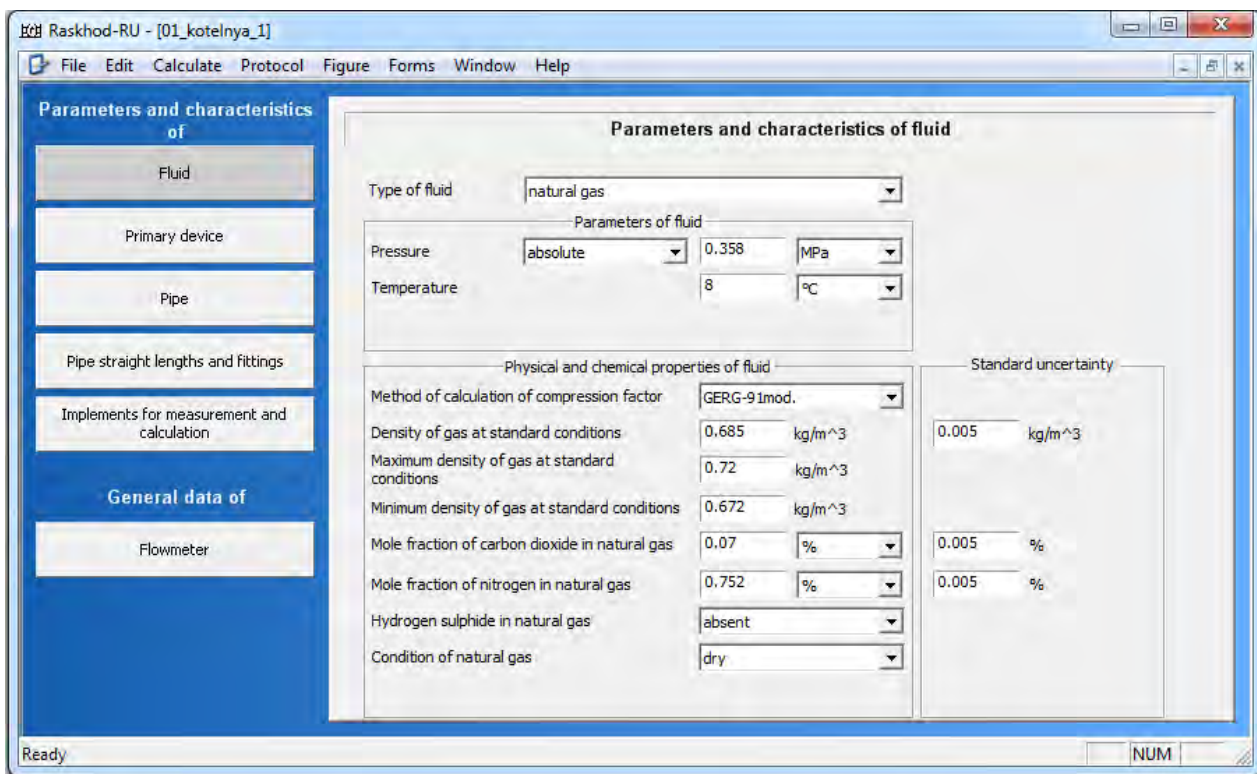 Raskhod-RU - [01_kotelnya_1]
File Edit Calculate Protocol Figure Forms Window Help
Parameters and characteristics
of
Fluid
Primary device
Pipe
Pipe straight lengths and fittings
Implements for measurement and
calculation
General data of
Flowmeter
Parameters and characteristics of fluid
Type of fluid natural gas
Parameters of fluid
Pressure absolute 0.358 MPa
Temperature 8 ºC
Physical and chemical properties of fluid Standard uncertainty
Method of calculation of compression factor GERG-91mod.
Density of gas at standard conditions 0.685 kg/m^3 0.005 kg/m^3
Maximum density of gas at standard
conditions 0.72 kg/m^3
Minimum density of gas at standard conditions 0.672 kg/m^3
Mole fraction of carbon dioxide in natural gas 0.07 % 0.005 %
Mole fraction of nitrogen in natural gas 0.752 % 0.005 %
Hydrogen sulphide in natural gas absent
Condition of natural gas dry
Ready NUM